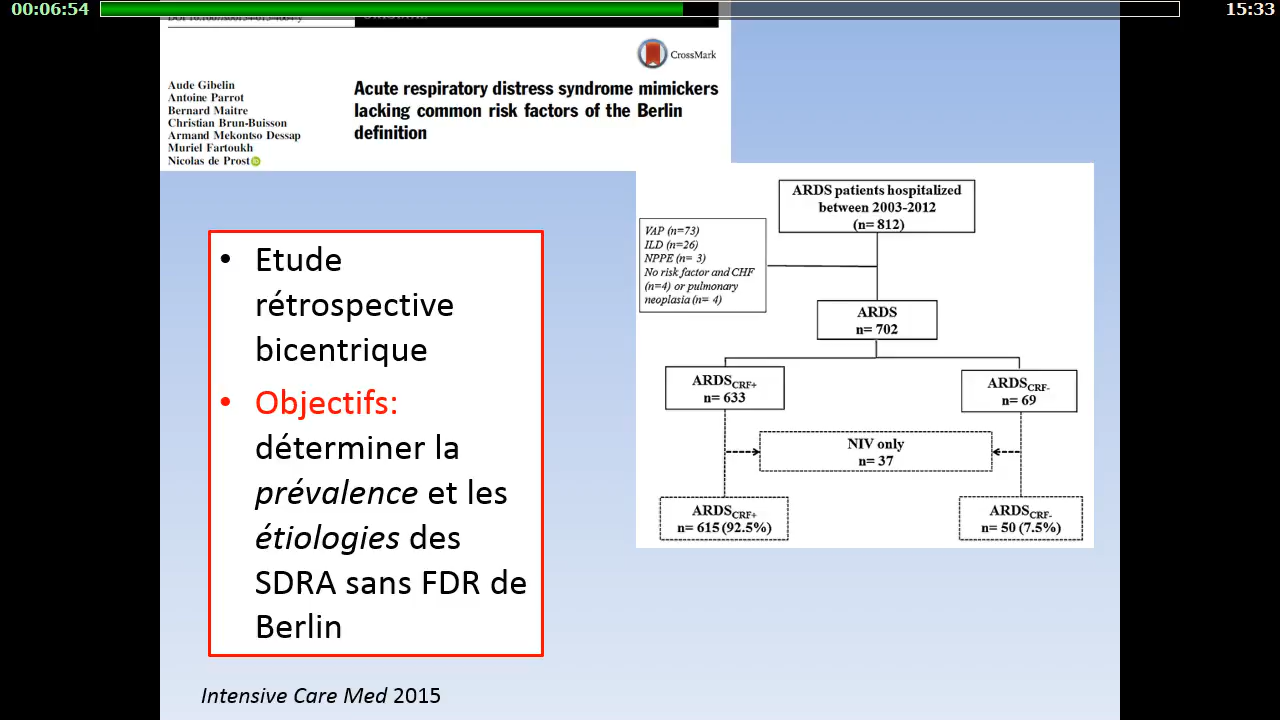 00:06:54
15:33
CrossMark
Aude Gibelin
Antoine Parrot
Bernard Maitre
Christian Brun-Buisson
Armand Mekontso Dessap
Muriel Fartoukh
Nicolas de Prost
Acute respiratory distress syndrome mimickers
lacking common risk factors of the Berlin
definition
• Etude
rétrospective
bicentrique
• Objectifs:
déterminer la
prévalence et les
étiologies des
SDRA sans FDR de
Berlin
ARDS patients hospitalized
between 2003-2012
(n= 812)
VAP (n=73)
ILD (n=26)
NPPE (n= 3)
No risk factor and CHF
(n=4) or pulmonary
neoplasia (n= 4)
ARDS
n= 702
ARDSCRF+
n= 633
ARDSCRF-
n= 69
NIV only
n= 37
ARDSCRF+
n= 615 (92.5%)
ARDSCRF-
n= 50 (7.5%)
Intensive Care Med 2015